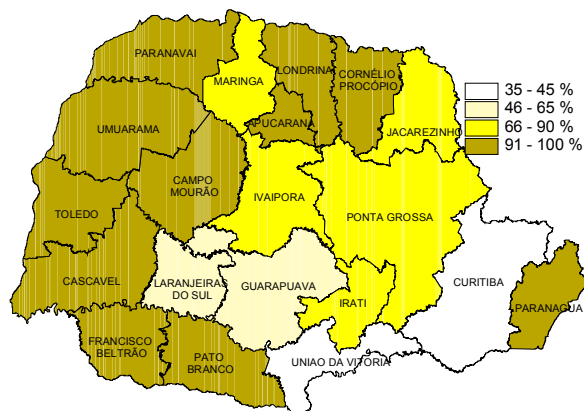 PARANAVAI
MARINGA
LONDRINA
CORNÉLIO
PROCÓPIO
35 - 45 %
46 - 65 %
66 - 90 %
91 - 100 %
UMUARAMA
APUCARANA
JACAREZINHO
CAMPO
MOURÃO
IVAIPORA
TOLEDO
PONTA GROSSA
CASCAVEL
LARANJEIRAS
DO SUL
GUARAPUAVA
IRATI
CURITIBA
PARANAGUA
FRANCISCO
BELTRÃO
PATO
BRANCO
UNIAO DA VITÓRIA